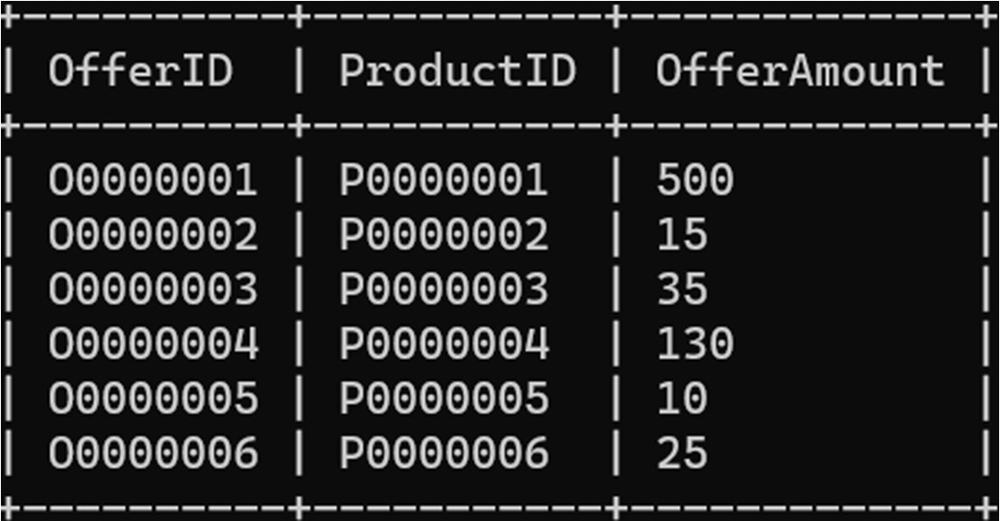 +----------+-----------+-------------+
| OfferID  | ProductID | OfferAmount |
+----------+-----------+-------------+
| O0000001 | P0000001  | 500         |
| O0000002 | P0000002  | 15          |
| O0000003 | P0000003  | 35          |
| O0000004 | P0000004  | 130         |
| O0000005 | P0000005  | 10          |
| O0000006 | P0000006  | 25          |
+----------+-----------+-------------+